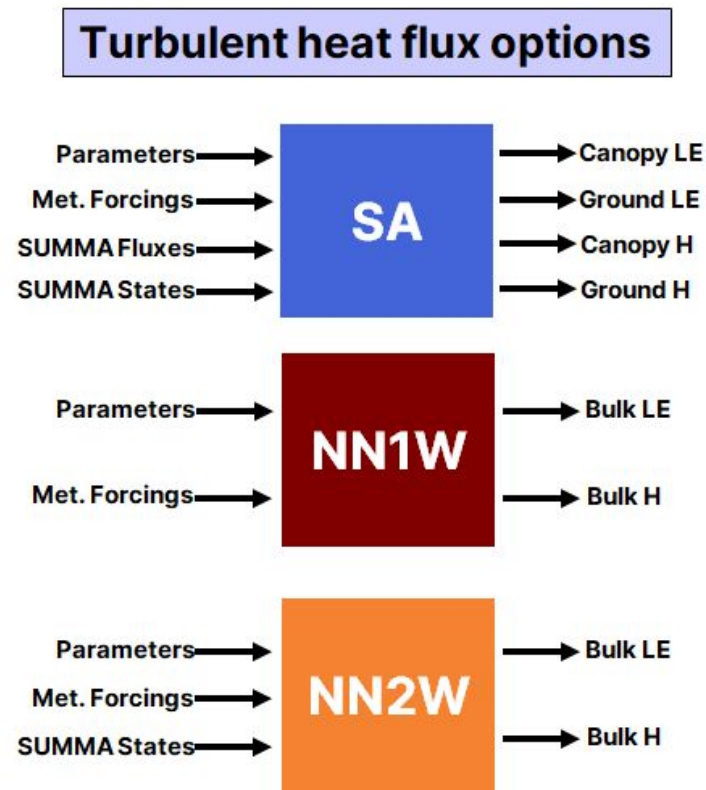 Turbulent heat flux options
Parameters
Met. Forcings
SUMMA Fluxes
SUMMA States
SA
Canopy LE
Ground LE
Canopy H
Ground H
Parameters
Met. Forcings
NN1W
Bulk LE
Bulk H
Parameters
Met. Forcings
SUMMA States
NN2W
Bulk LE
Bulk H